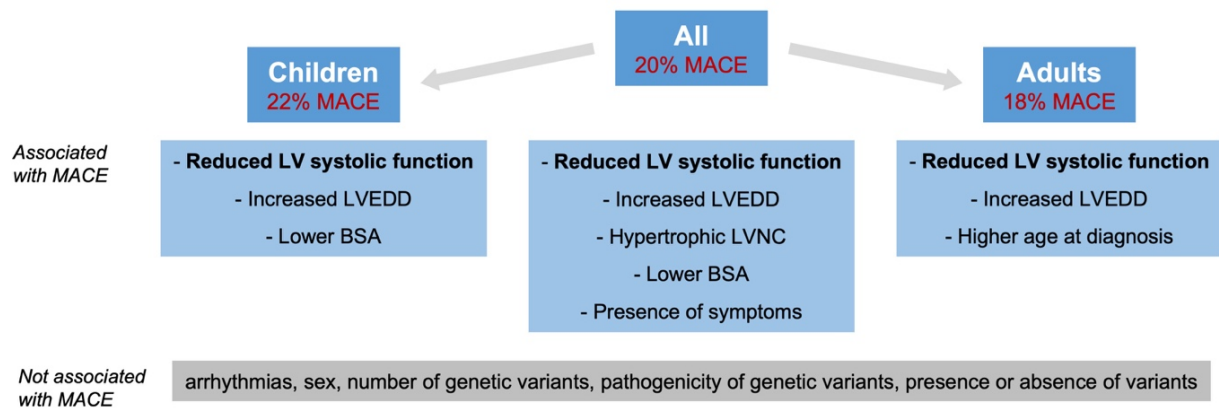 All
20% MACE
Children
22% MACE
Adults
18% MACE
Associated
with MACE
- Reduced LV systolic function
- Increased LVEDD
- Lower BSA
- Reduced LV systolic function
- Increased LVEDD
- Hypertrophic LVNC
- Lower BSA
- Presence of symptoms
- Reduced LV systolic function
- Increased LVEDD
- Higher age at diagnosis
Not associated
with MACE
arrhythmias, sex, number of genetic variants, pathogenicity of genetic variants, presence or absence of variants